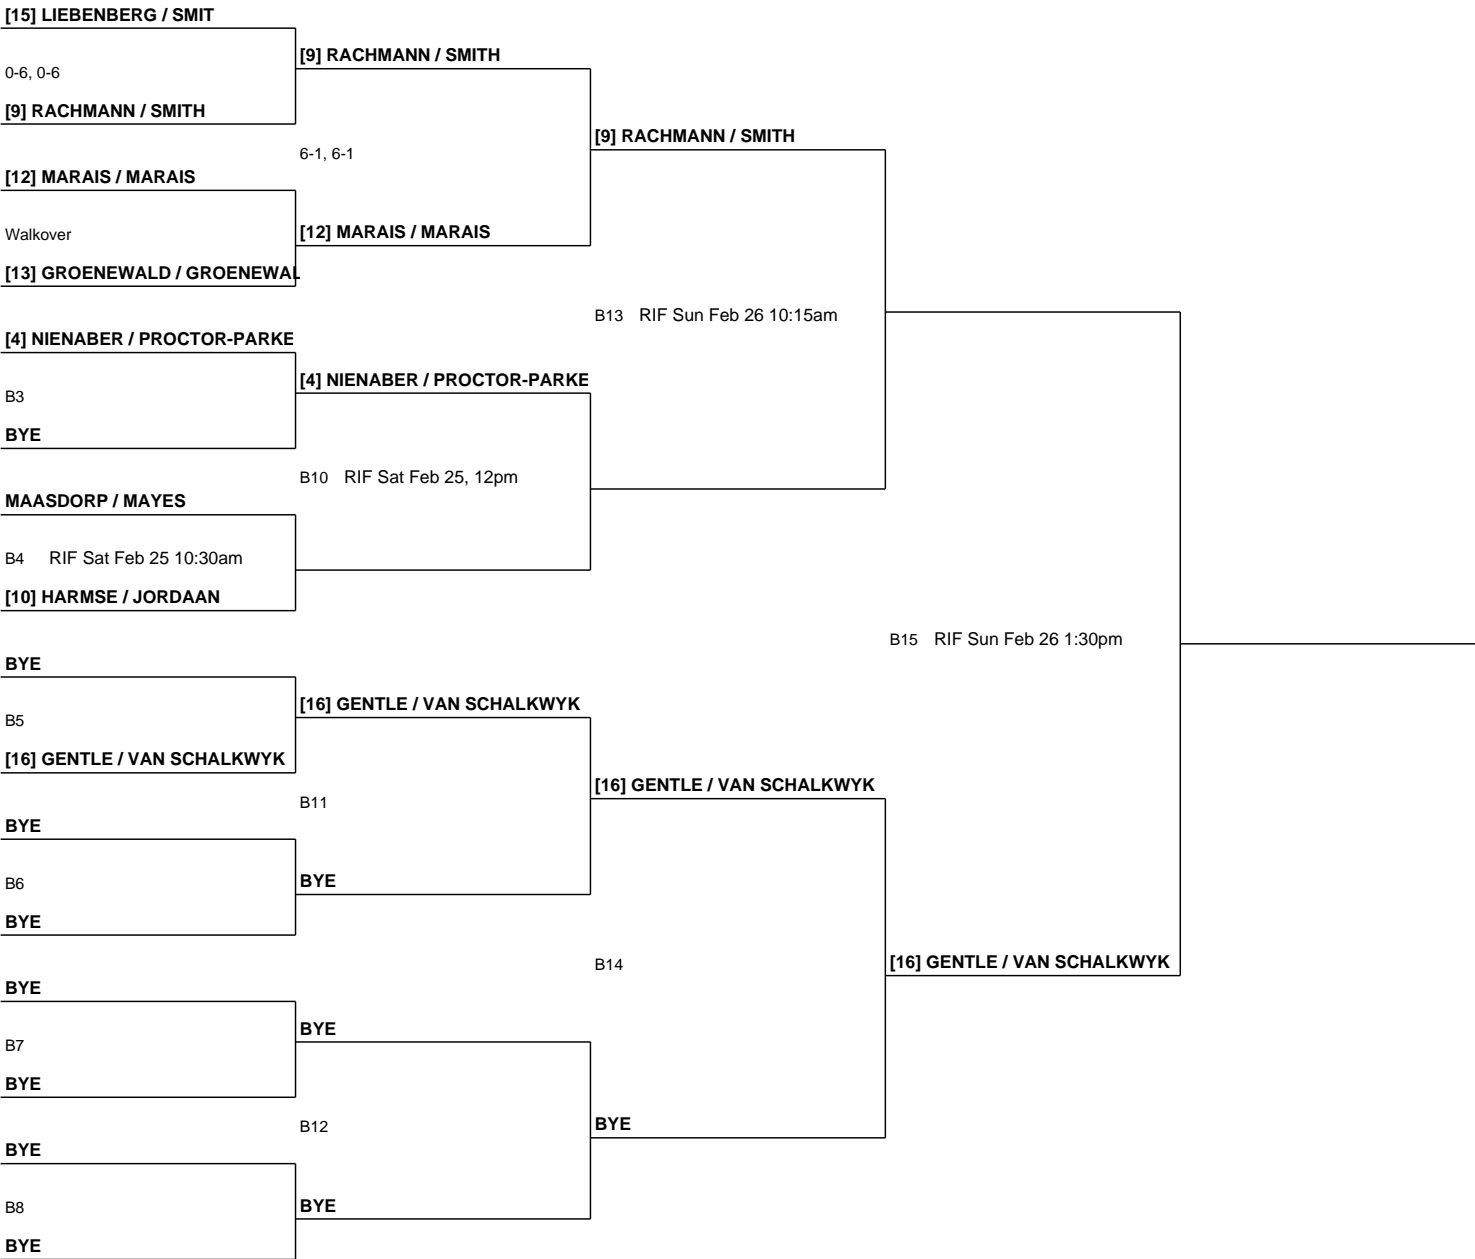 [15] LIEBENBERG / SMIT
0-6, 0-6
[9] RACHMANN / SMITH
[12] MARAIS / MARAIS
Walkover
[13] GROENEWALD / GROENEWAL
[4] NIENABER / PROCTOR-PARKE
B3
BYE
MAASDORP / MAYES
B4 RIF Sat Feb 25 10:30am
[10] HARMSE / JORDAAN
BYE
B5
[16] GENTLE / VAN SCHALKWYK
BYE
B6
BYE
BYE
B7
BYE
BYE
B8
BYE
[9] RACHMANN / SMITH
6-1, 6-1
[12] MARAIS / MARAIS
[4] NIENABER / PROCTOR-PARKE
B10 RIF Sat Feb 25, 12pm
[16] GENTLE / VAN SCHALKWYK
B11
BYE
BYE
B12
BYE
[9] RACHMANN / SMITH
B13 RIF Sun Feb 26 10:15am
[16] GENTLE / VAN SCHALKWYK
B14
BYE
B15 RIF Sun Feb 26 1:30pm
[16] GENTLE / VAN SCHALKWYK